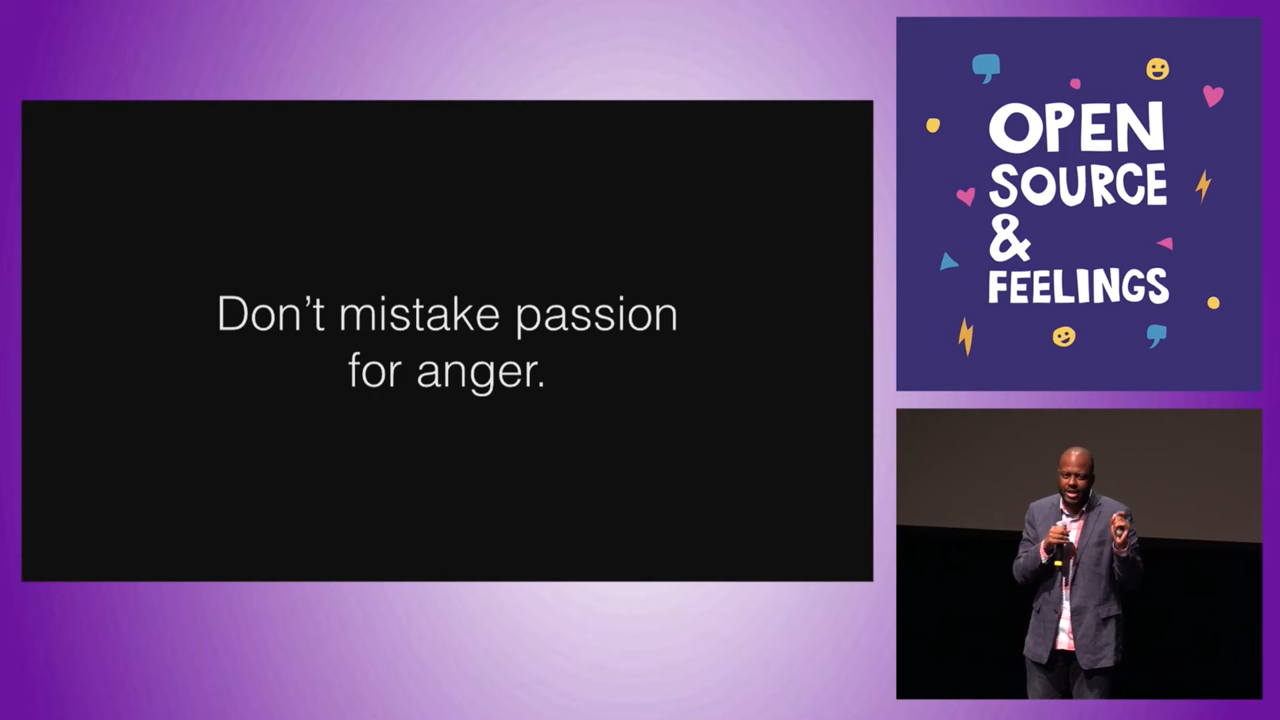 Don’t mistake passion
for anger.
OPEN
SOURCE
&
FEELINGS